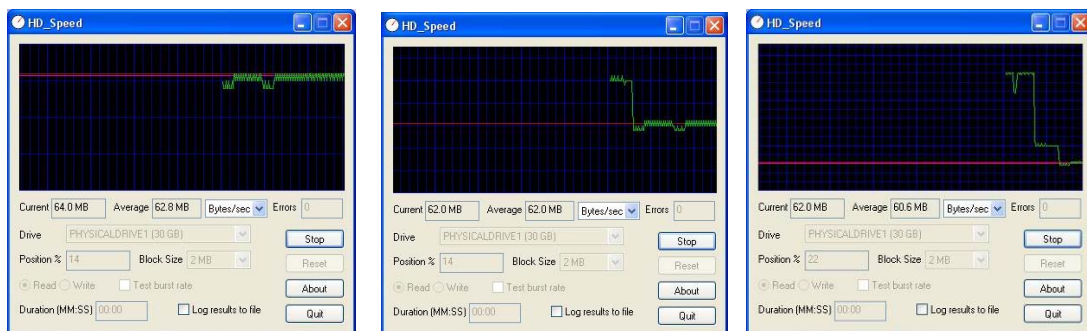 HD_Speed
Current 64.0 MB Average 62.8 MB Bytes/sec Errors 0
Drive PHYSICALDRIVE1 (30 GB) Stop
Position % 14 Block Size 2 MB Reset
Read Write Test burst rate About
Duration (MM:SS) 00:00 Log results to file Quit
HD_Speed
Current 62.0 MB Average 62.0 MB Bytes/sec Errors 0
Drive PHYSICALDRIVE1 (30 GB) Stop
Position % 14 Block Size 2 MB Reset
Read Write Test burst rate About
Duration (MM:SS) 00:00 Log results to file Quit
HD_Speed
Current 62.0 MB Average 60.6 MB Bytes/sec Errors 0
Drive PHYSICALDRIVE1 (30 GB) Stop
Position % 22 Block Size 2 MB Reset
Read Write Test burst rate About
Duration (MM:SS) 00:00 Log results to file Quit